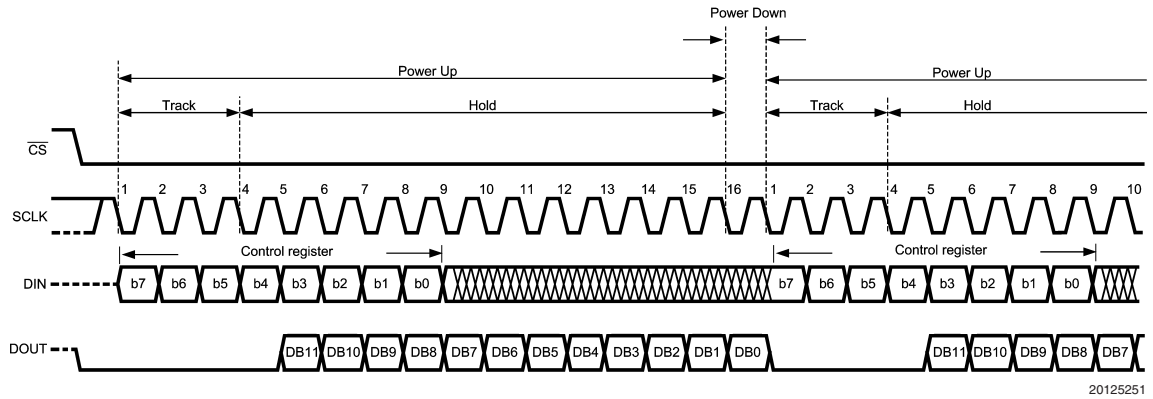 Power Down
Power Up Power Up
Track Hold Track Hold
CS
1 2 3 4 5 6 7 8 9 10 11 12 13 14 15 16 1 2 3 4 5 6 7 8 9 10
SCLK
Control register Control register
DIN b7 b6 b5 b4 b3 b2 b1 b0 b7 b6 b5 b4 b3 b2 b1 b0
DOUT DB11 DB10 DB9 DB8 DB7 DB6 DB5 DB4 DB3 DB2 DB1 DB0 DB11 DB10 DB9 DB8 DB7
20125251